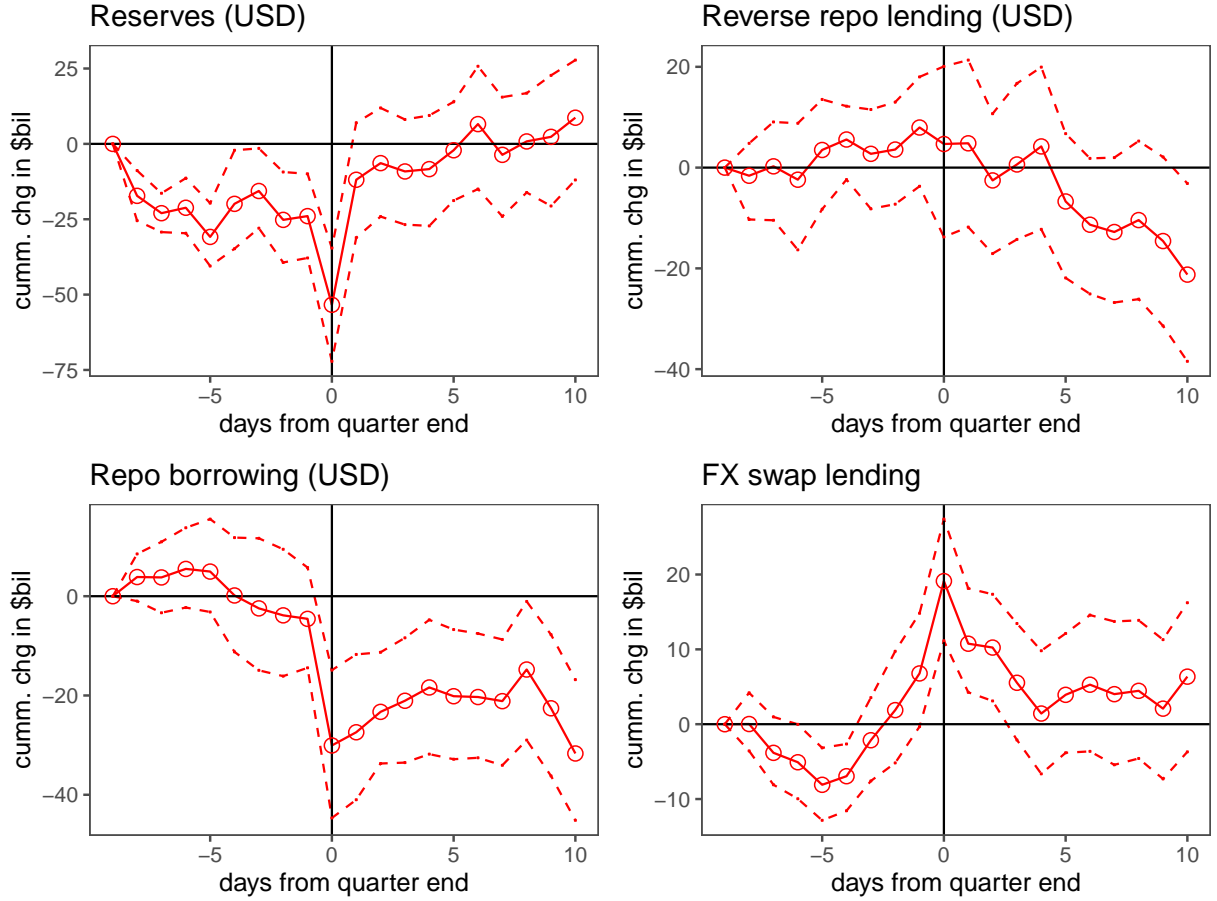 Reserves (USD)
cumm. chg in $bil
25
0
−25
−50
−75
−5
0
5
10
days from quarter end
Reverse repo lending (USD)
cumm. chg in $bil
20
0
−20
−40
−5
0
5
10
days from quarter end
Repo borrowing (USD)
cumm. chg in $bil
0
−20
−40
−5
0
5
10
days from quarter end
FX swap lending
cumm. chg in $bil
20
10
0
−10
−5
0
5
10
days from quarter end